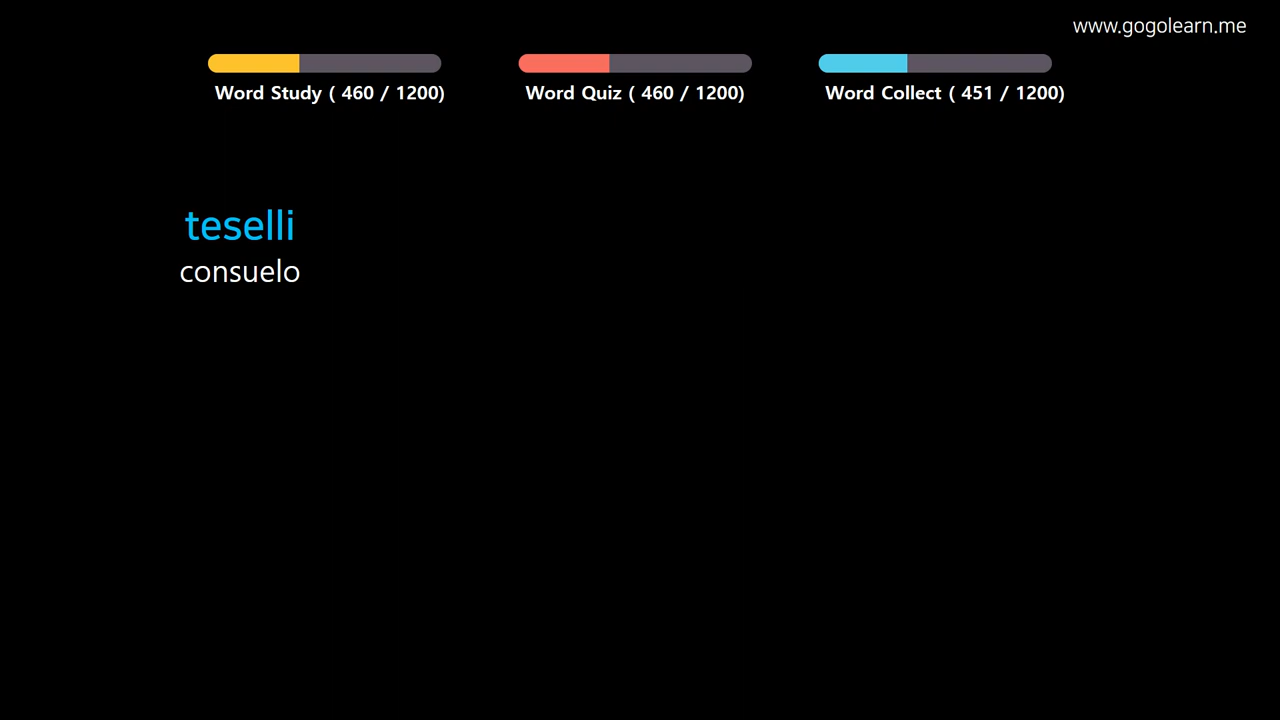 www.gogolearn.me
Word Study ( 460 / 1200)
Word Quiz ( 460 / 1200)
Word Collect ( 451 / 1200)
teselli
consuelo